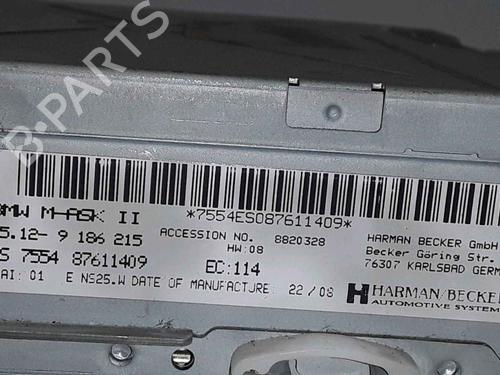 B-PARTS
*7554ES087611409*
BMW M-ASK II
5.12- 9 186 215
ACCESSION NO. 8820328
HW:08
S 7554 87611409
EC:114
AI: 01 E NS25.W DATE OF MANUFACTURE: 22/08
HARMAN BECKER GmbH
Becker Göring Str.
76307 KARLSBAD GERM
HARMAN/BECKER
AUTOMOTIVE SYSTEM